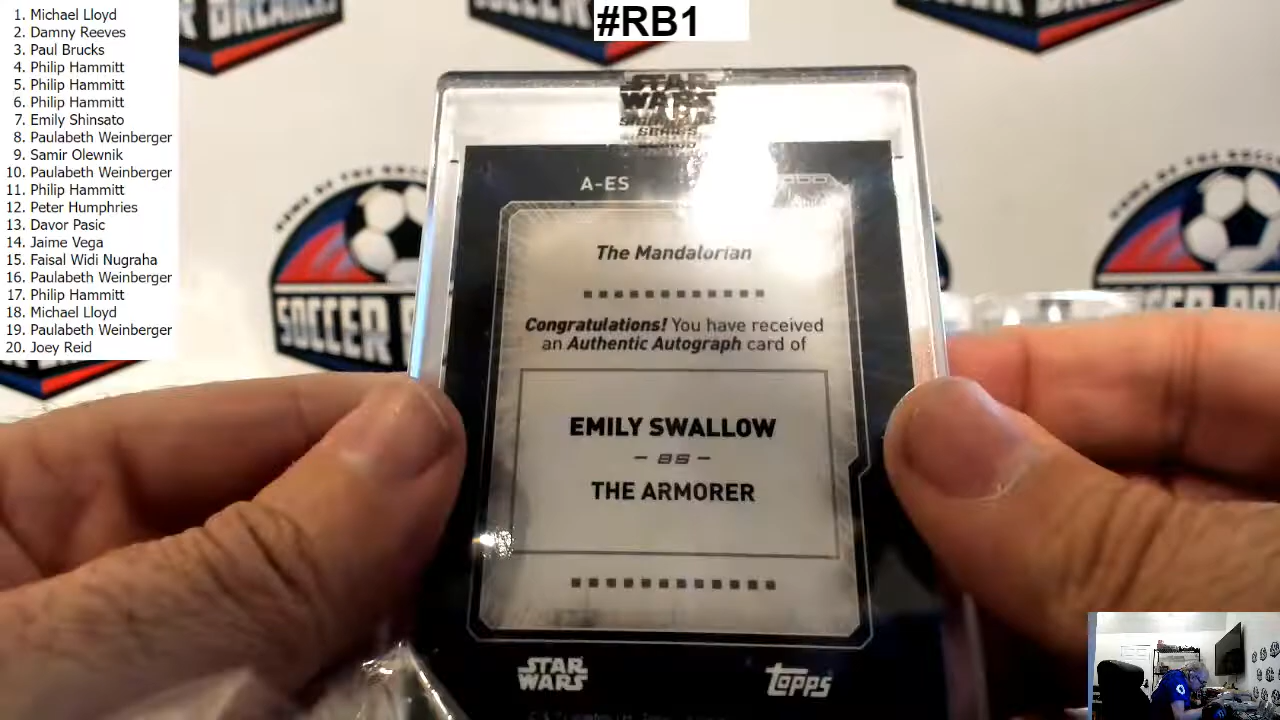 1. Michael Lloyd
2. Damny Reeves
3. Paul Brucks
4. Philip Hammitt
5. Philip Hammitt
6. Philip Hammitt
7. Emily Shinsato
8. Paulabeth Weinberger
9. Samir Olewnik
10. Paulabeth Weinberger
11. Philip Hammitt
12. Peter Humphries
13. Davor Pasic
14. Jaime Vega
15. Faisal Widi Nugraha
16. Paulabeth Weinberger
17. Philip Hammitt
18. Michael Lloyd
19. Paulabeth Weinberger
20. Joey Reid
#RB1
STAR
WARS
SERIES
A-ES
The Mandalorian
Congratulations! You have received
an Authentic Autograph card of
EMILY SWALLOW
- as -
THE ARMORER
STAR
WARS
TOPPS
SOCCER